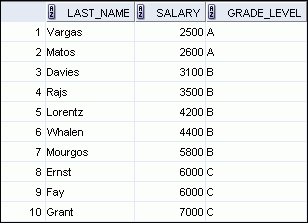 LAST_NAME SALARY GRADE_LEVEL
1 Vargas 2500 A
2 Matos 2600 A
3 Davies 3100 B
4 Rajs 3500 B
5 Lorentz 4200 B
6 Whalen 4400 B
7 Mourgos 5800 B
8 Ernst 6000 C
9 Fay 6000 C
10 Grant 7000 C